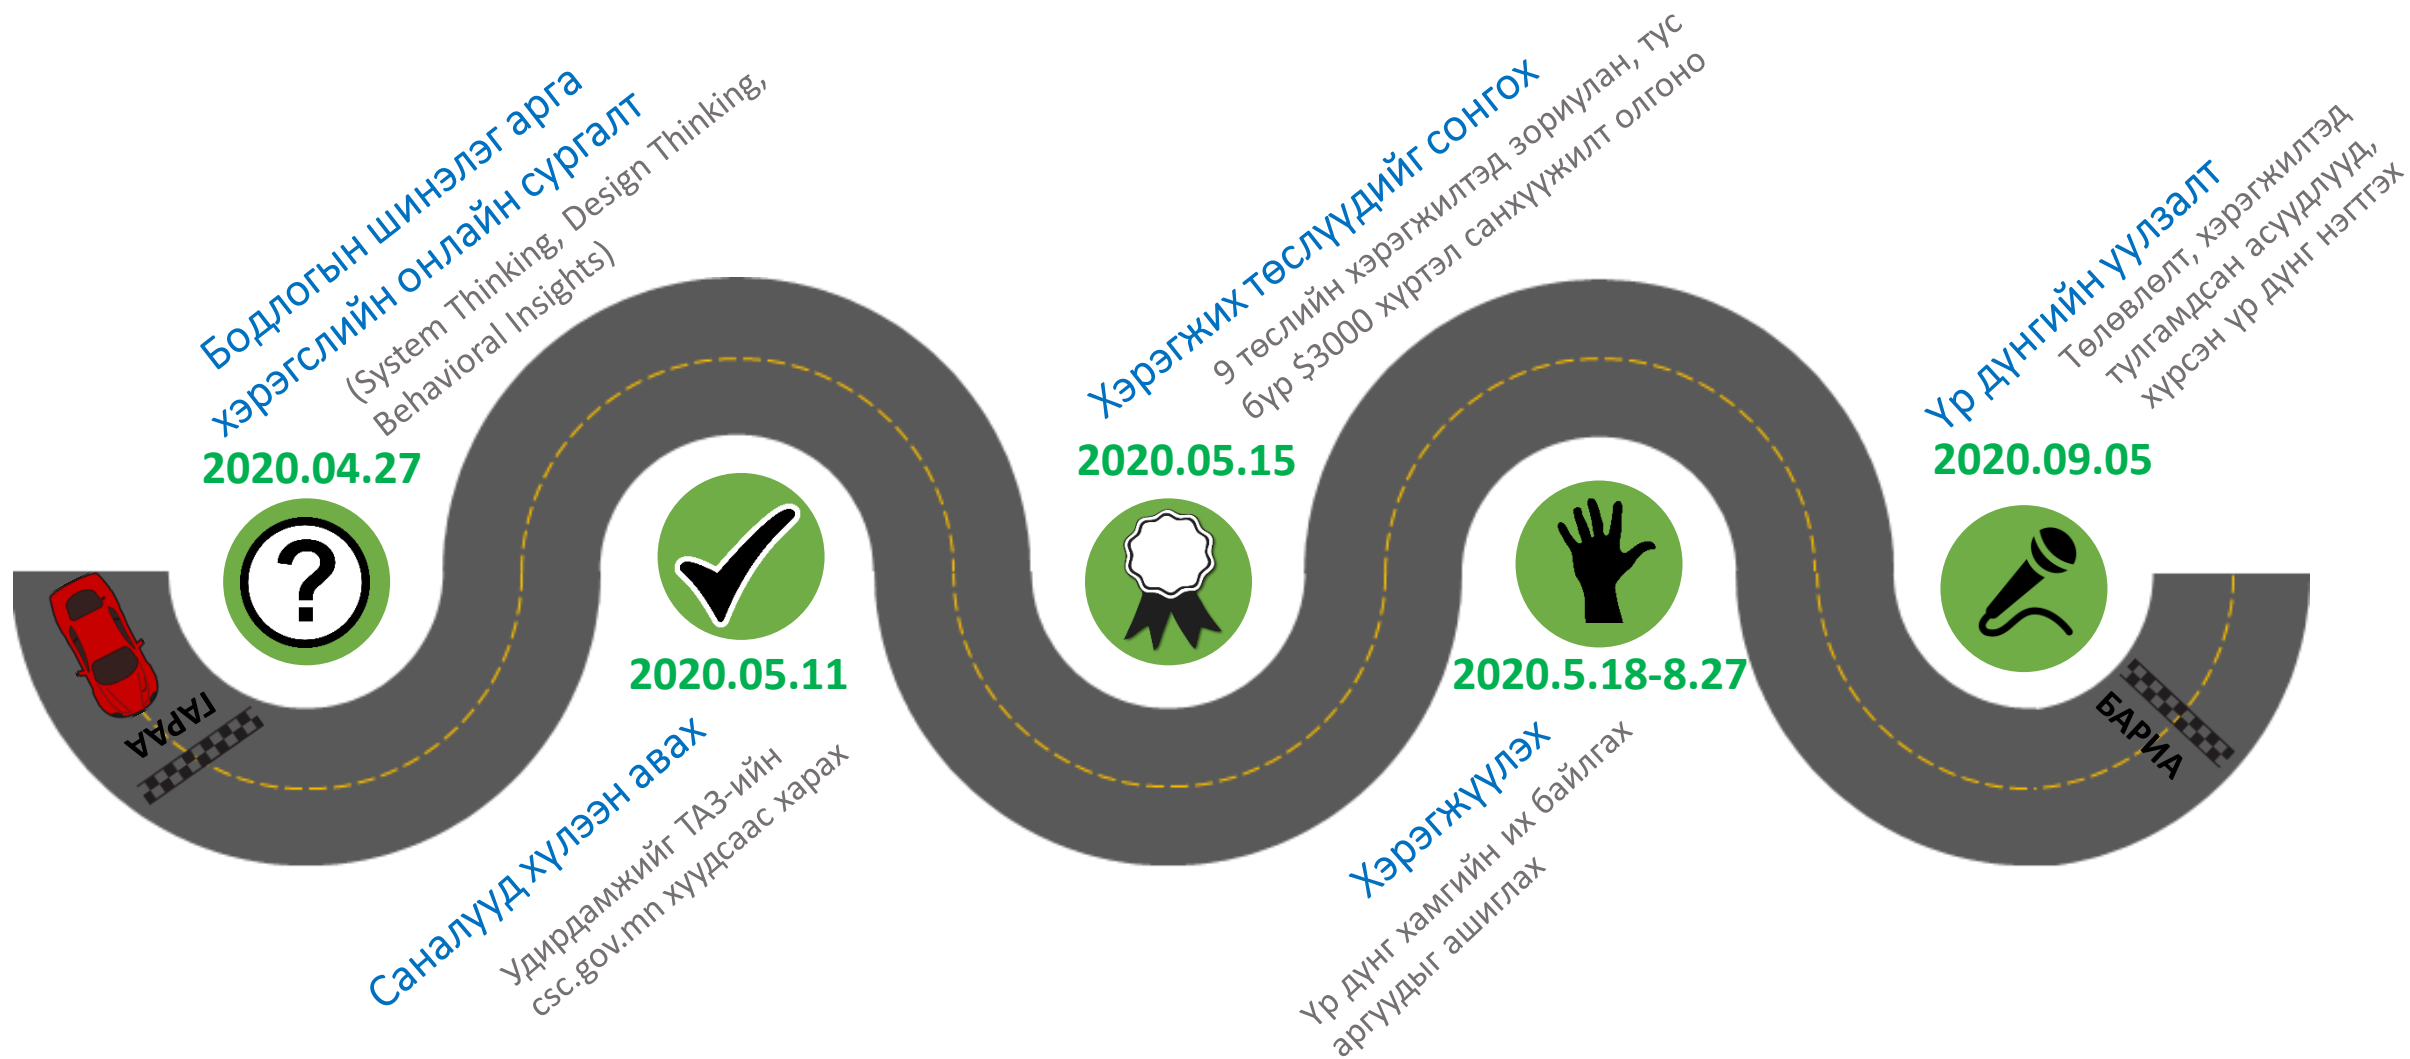 Бодлогын шинэлэг арга
хэрэгслийн онлайн сургалт
(System Thinking, Design Thinking,
Behavioral Insights)
2020.04.27
ГАРАА
2020.05.11
Саналууд хүлээн авах
Удирдамжийг ТАЗ-ийн
csc.gov.mn хуудсаас харах
Хэрэгжих төслүүдийг сонгох
9 төслийн хэрэгжилтэд зориулан, тус
бүр $3000 хүртэл санхүүжилт олгоно
2020.05.15
2020.5.18-8.27
Хэрэгжүүлэх
Үр дүнг хамгийн их байлгах
аргуудыг ашиглах
Үр дүнгийн уулзалт
Төлөвлөлт, хэрэгжилтэд
тулгамдсан асуудлууд,
хүрсэн үр дүнг нэгтгэх
2020.09.05
БАРИА